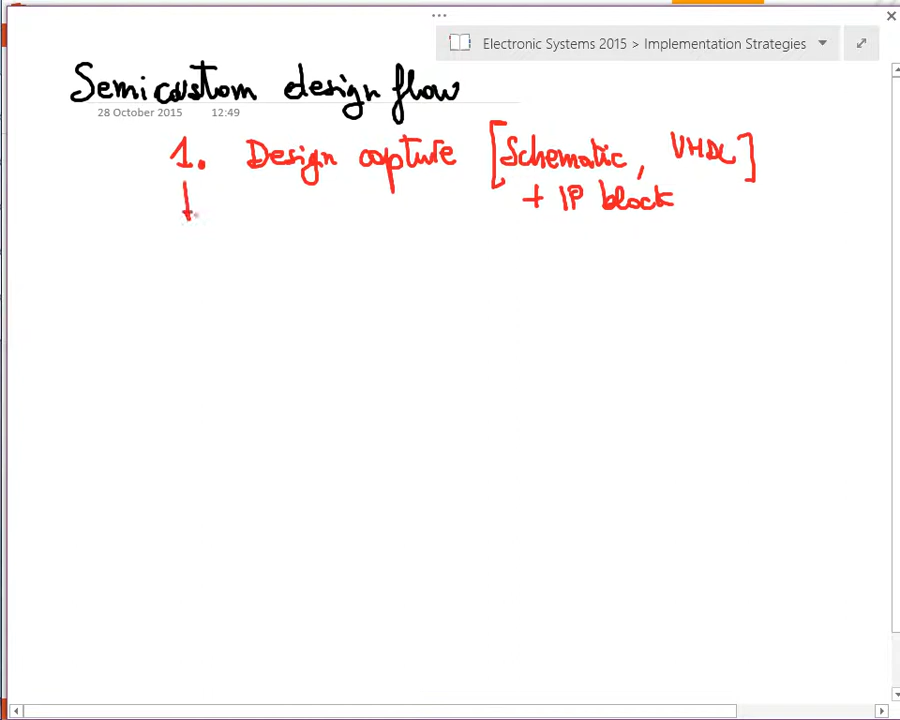 Electronic Systems 2015 > Implementation Strategies
Semicustom design flow
28 October 2015 12:49
1. Design capture [Schematic, VHDL]
+ IP block